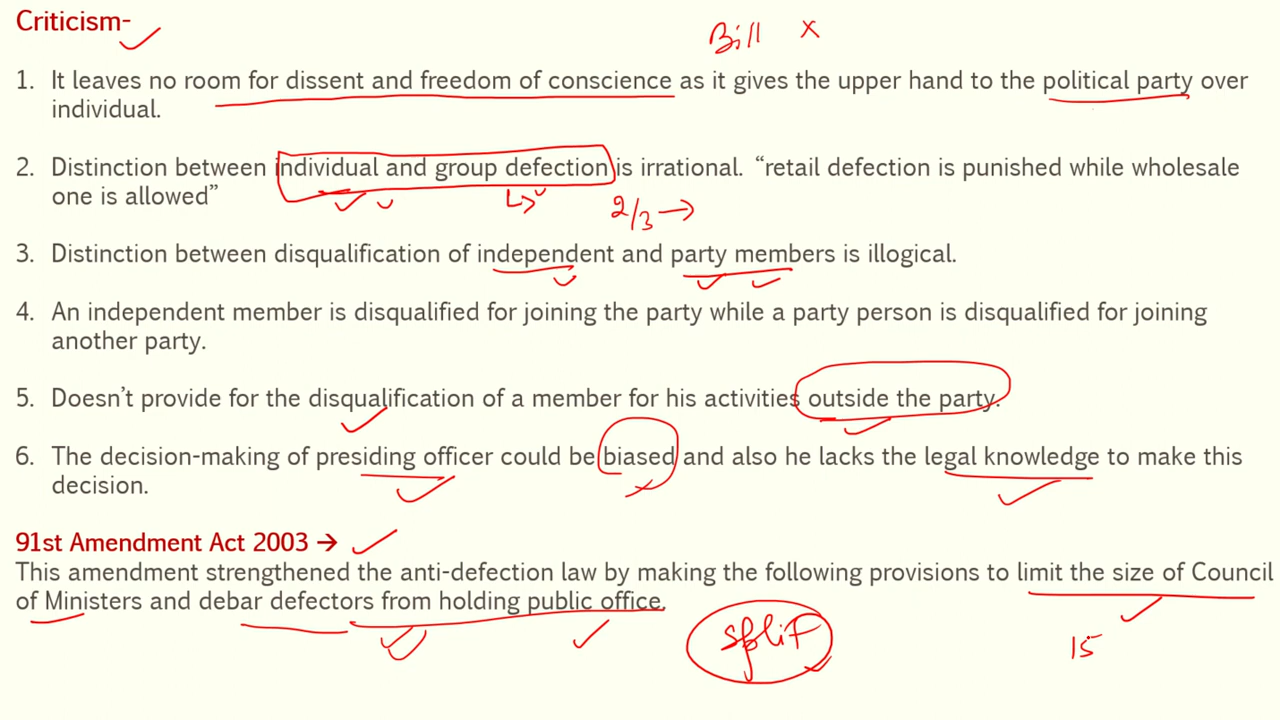 Criticism-
Bill x
1. It leaves no room for dissent and freedom of conscience as it gives the upper hand to the political party over
individual.
2. Distinction between individual and group defection is irrational. “retail defection is punished while wholesale
one is allowed”
2/3 →
3. Distinction between disqualification of independent and party members is illogical.
4. An independent member is disqualified for joining the party while a party person is disqualified for joining
another party.
5. Doesn’t provide for the disqualification of a member for his activities outside the party.
6. The decision-making of presiding officer could be biased and also he lacks the legal knowledge to make this
decision.
91st Amendment Act 2003 →
This amendment strengthened the anti-defection law by making the following provisions to limit the size of Council
of Ministers and debar defectors from holding public office.
split
15